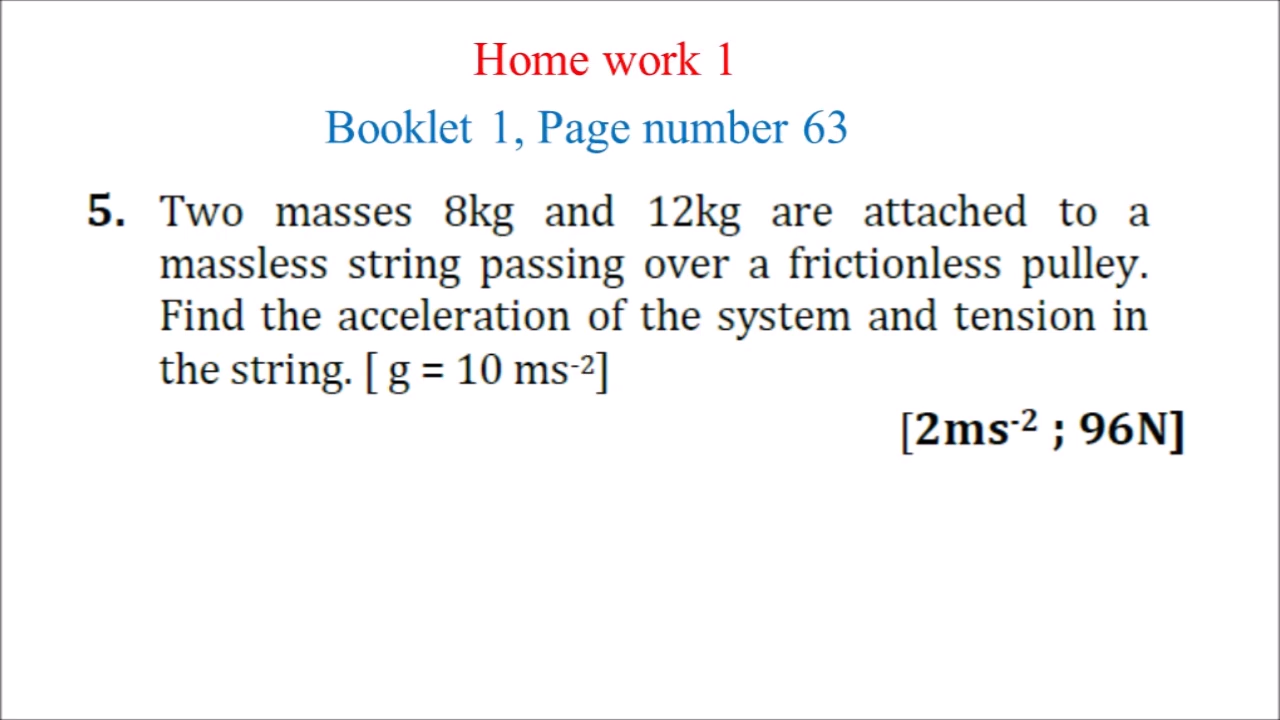 Home work 1
Booklet 1, Page number 63
5. Two masses 8kg and 12kg are attached to a
massless string passing over a frictionless pulley.
Find the acceleration of the system and tension in
the string. [ g = 10 ms⁻²]
[2ms⁻² ; 96N]